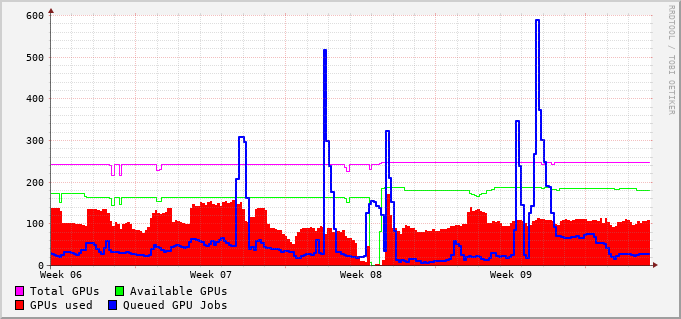 600
500
400
300
200
100
0
Week 06 Week 07 Week 08 Week 09
Total GPUs Available GPUs
GPUs used Queued GPU Jobs
RRDTOOL / TOBI OETIKER